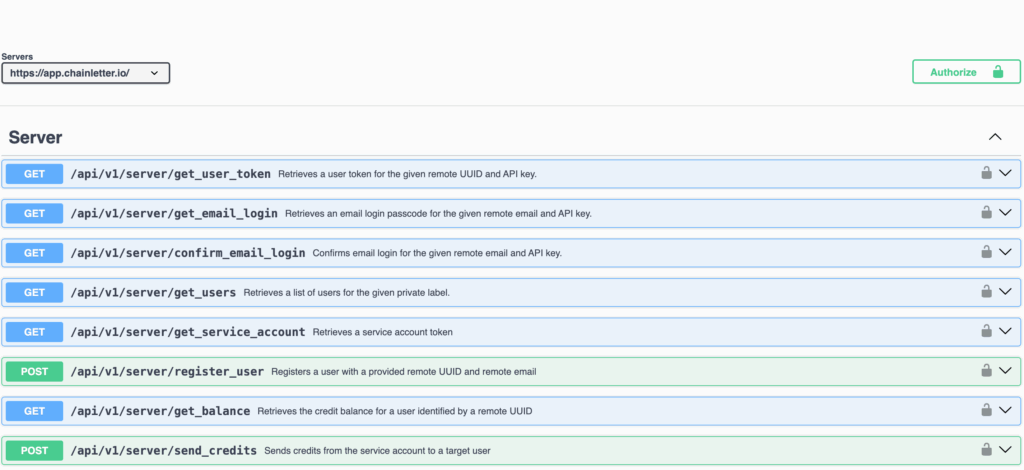 Servers
https://app.chainletter.io/
Authorize
Server
GET /api/v1/server/get_user_token Retrieves a user token for the given remote UUID and API key.
GET /api/v1/server/get_email_login Retrieves an email login passcode for the given remote email and API key.
GET /api/v1/server/confirm_email_login Confirms email login for the given remote email and API key.
GET /api/v1/server/get_users Retrieves a list of users for the given private label.
GET /api/v1/server/get_service_account Retrieves a service account token
POST /api/v1/server/register_user Registers a user with a provided remote UUID and remote email
GET /api/v1/server/get_balance Retrieves the credit balance for a user identified by a remote UUID
POST /api/v1/server/send_credits Sends credits from the service account to a target user